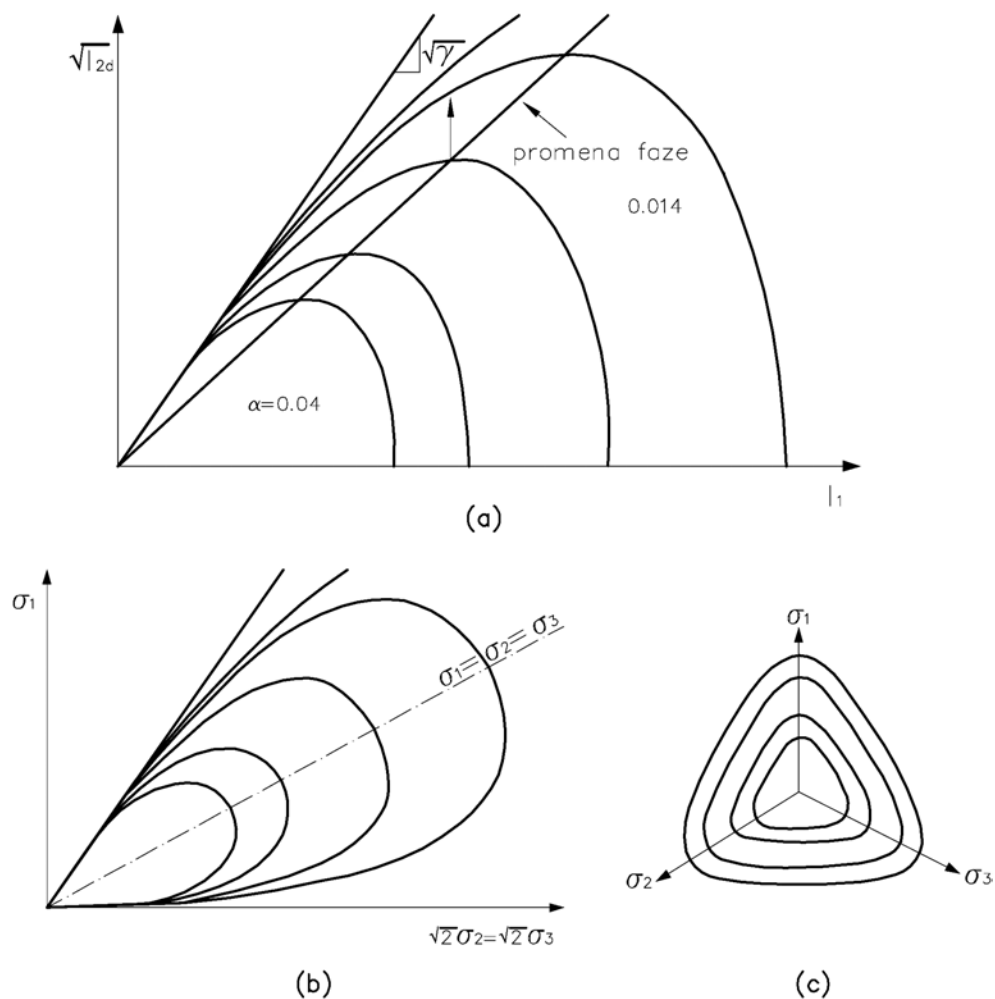 √I₂d
√γ
promena faze
0.014
α=0.04
I₁
(a)
σ₁
σ₁=σ₂=σ₃
√2σ₂=√2σ₃
(b)
σ₁
σ₂
σ₃
(c)